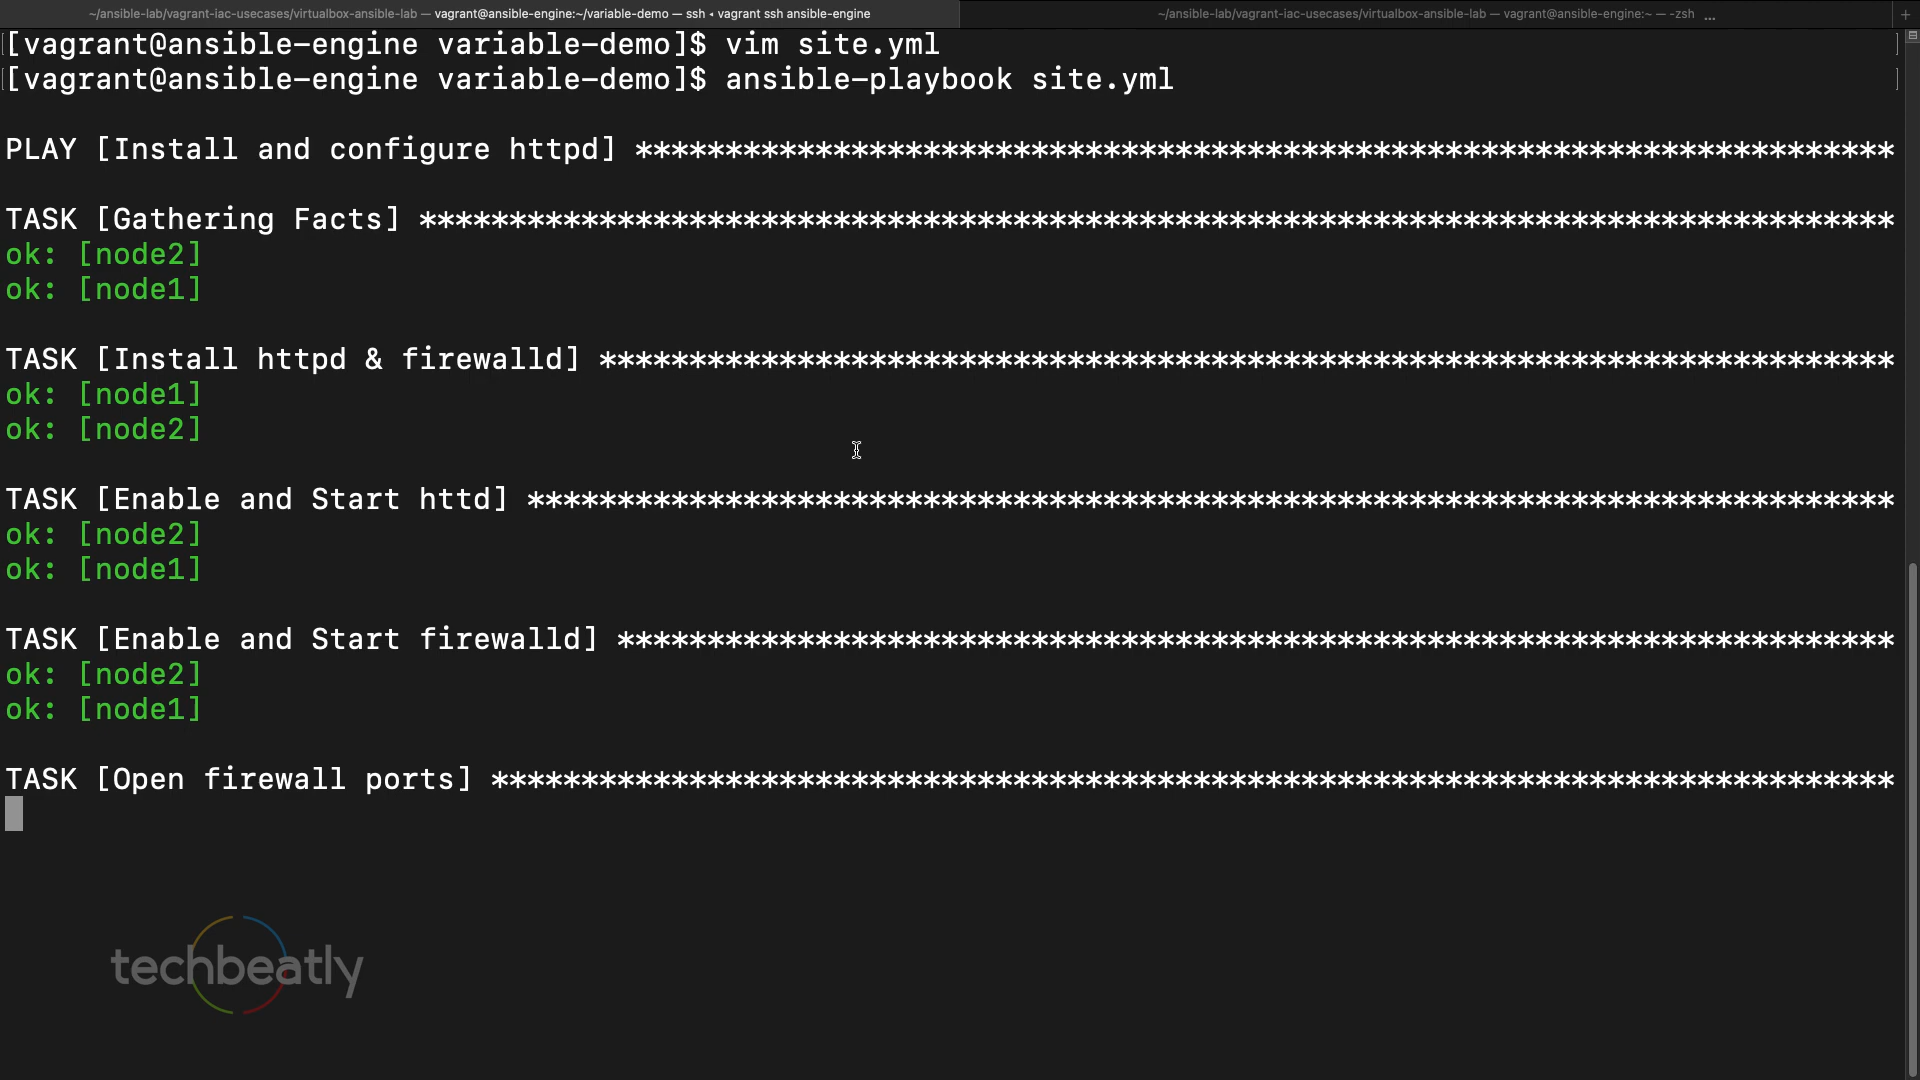 ~/ansible-lab/vagrant-iac-usecases/virtualbox-ansible-lab — vagrant@ansible-engine:~/variable-demo — ssh ◂ vagrant ssh ansible-engine
~/ansible-lab/vagrant-iac-usecases/virtualbox-ansible-lab — vagrant@ansible-engine:~ — -zsh ... +
[vagrant@ansible-engine variable-demo]$ vim site.yml
[vagrant@ansible-engine variable-demo]$ ansible-playbook site.yml
PLAY [Install and configure httpd] **********************************************************************
TASK [Gathering Facts] **********************************************************************************
ok: [node2]
ok: [node1]
TASK [Install httpd & firewalld] ************************************************************************
ok: [node1]
ok: [node2]
TASK [Enable and Start httd] ****************************************************************************
ok: [node2]
ok: [node1]
TASK [Enable and Start firewalld] ***********************************************************************
ok: [node2]
ok: [node1]
TASK [Open firewall ports] ******************************************************************************
techbeatly